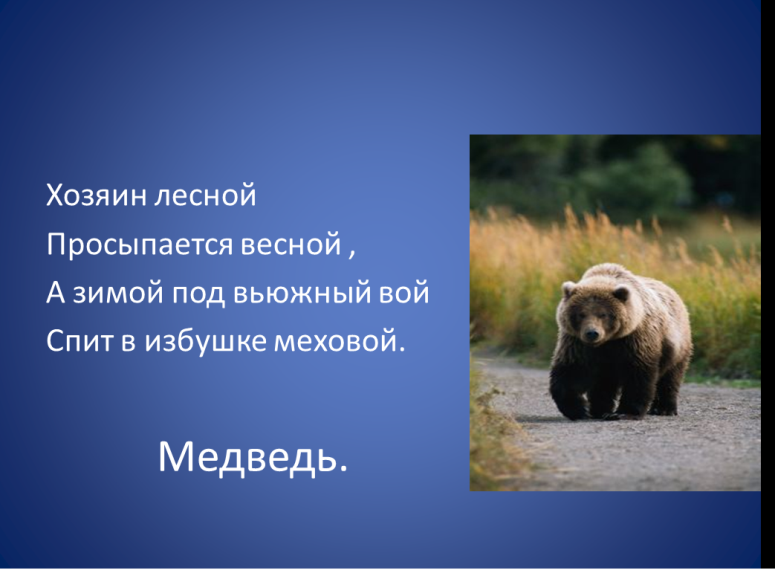 Хозяин лесной
Просыпается весной ,
А зимой под вьюжный вой
Спит в избушке меховой.
Медведь.